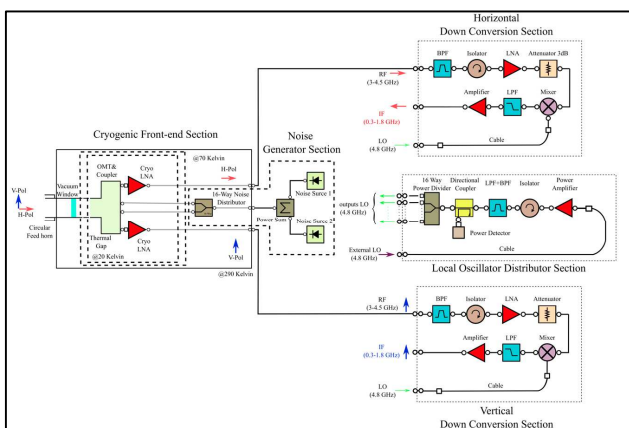 Horizontal
Down Conversion Section
RF
(3-4.5 GHz)
BPF
Isolator
LNA
Attenuator 3dB
IF
(0.3-1.8 GHz)
Amplifier
LPF
Mixer
LO
(4.8 GHz)
Cable
Cryogenic Front-end Section
Noise
Generator Section
@70 Kelvin
H-Pol
V-Pol
H-Pol
Circular
Feed horn
Vacuum
Window
OMT&
Coupler
Cryo
LNA
16-Way Noise
Distributor
Power Sum
Noise Surce 1
Noise Surce 2
Thermal
Gap
Cryo
LNA
@20 Kelvin
V-Pol
@290 Kelvin
outputs LO
(4.8 GHz)
16 Way
Power Divider
Directional
Coupler
LPF+BPF
Isolator
Power
Amplifier
Power Detector
External LO
(4.8 GHz)
Cable
Local Oscillator Distributor Section
RF
(3-4.5 GHz)
BPF
Isolator
LNA
Attenuator
IF
(0.3-1.8 GHz)
Amplifier
LPF
Mixer
LO
(4.8 GHz)
Cable
Vertical
Down Conversion Section